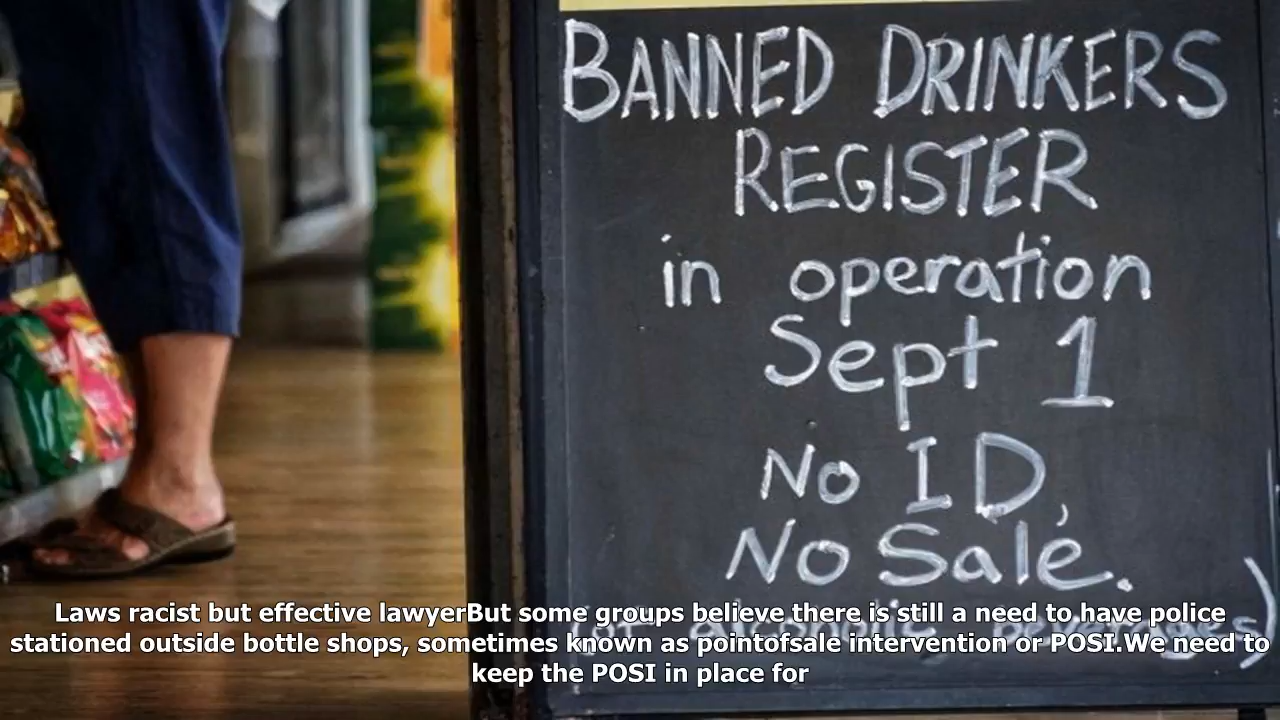 BANNED DRINKERS
REGISTER
in operation
Sept 1
No ID,
No Sale.
Laws racist but effective lawyerBut some groups believe there is still a need to have police
stationed outside bottle shops, sometimes known as pointofsale intervention or POSI.We need to
keep the POSI in place for